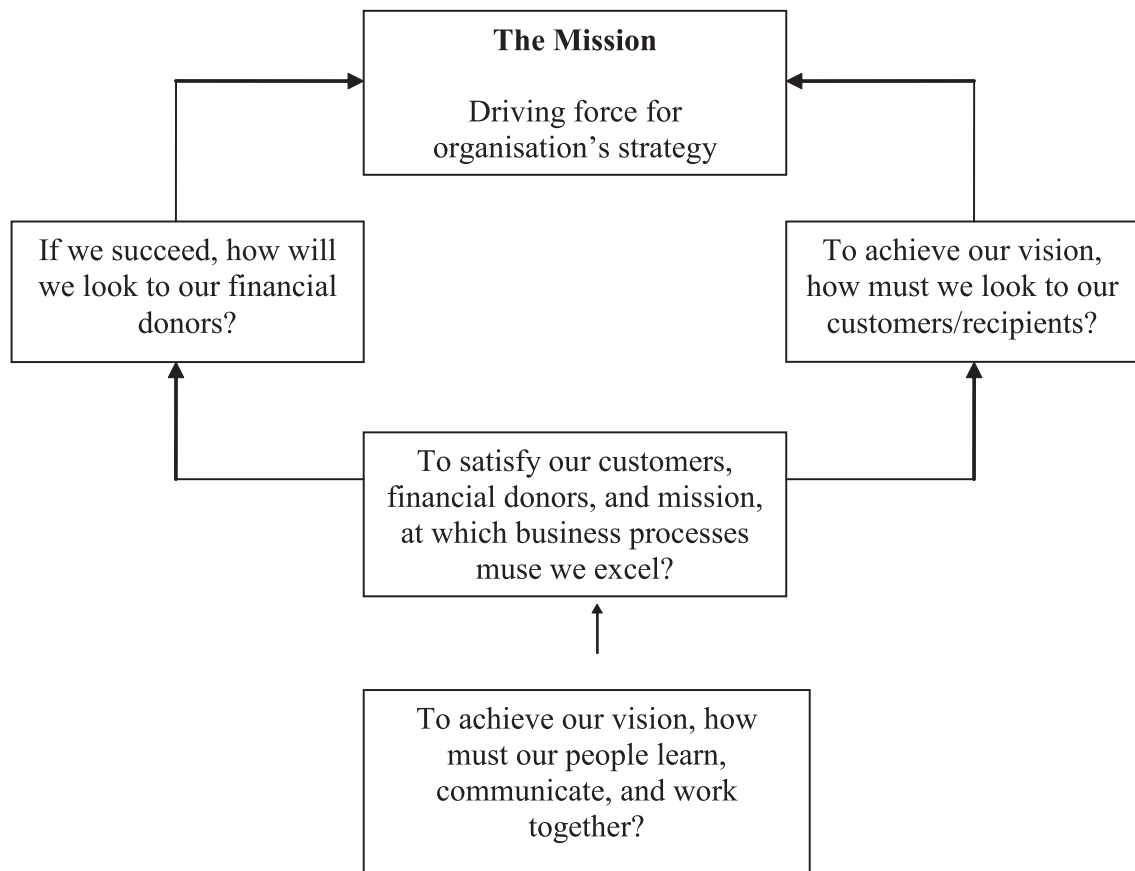 The Mission
Driving force for
organisation's strategy
If we succeed, how will
we look to our financial
donors?
To achieve our vision,
how must we look to our
customers/recipients?
To satisfy our customers,
financial donors, and mission,
at which business processes
muse we excel?
To achieve our vision, how
must our people learn,
communicate, and work
together?